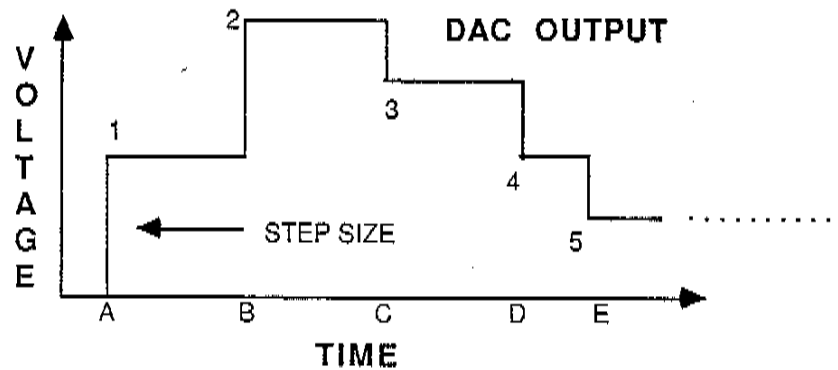 DAC OUTPUT
VOLTAGE
1
2
3
4
5
STEP SIZE
A B C D E
TIME